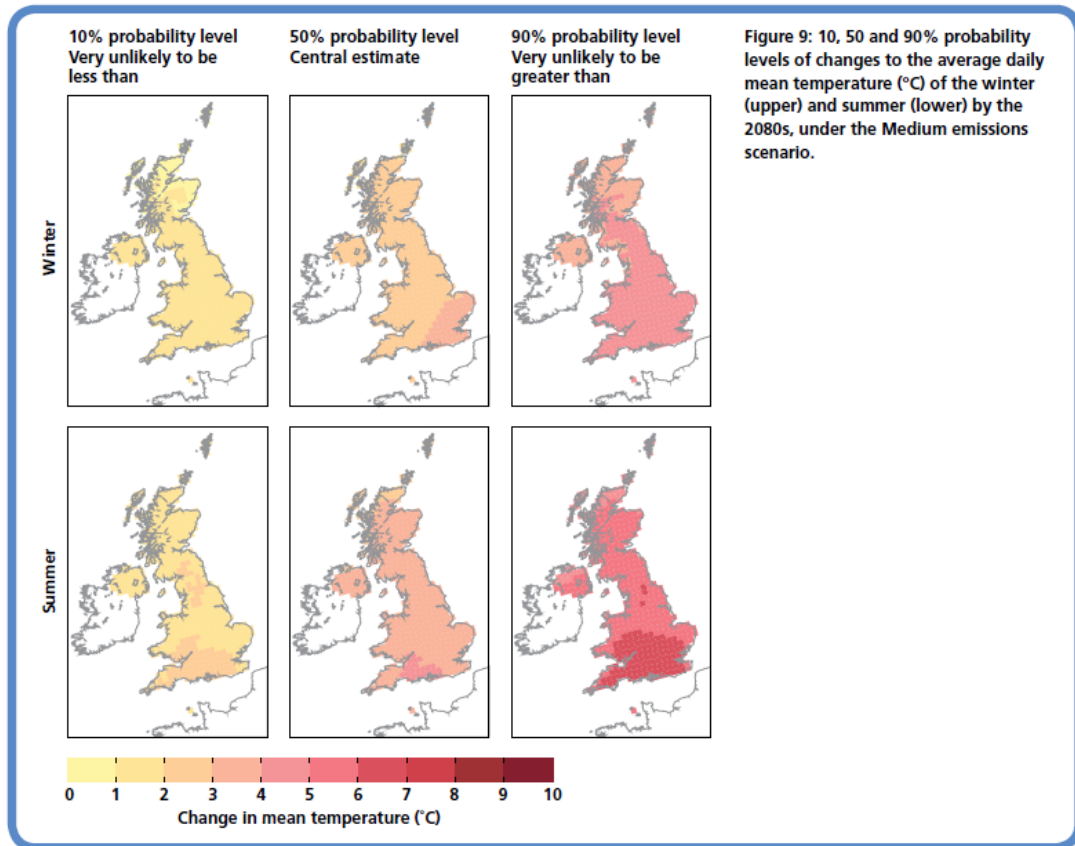 10% probability level
Very unlikely to be
less than
50% probability level
Central estimate
90% probability level
Very unlikely to be
greater than
Figure 9: 10, 50 and 90% probability
levels of changes to the average daily
mean temperature (ºC) of the winter
(upper) and summer (lower) by the
2080s, under the Medium emissions
scenario.
Winter
Summer
0 1 2 3 4 5 6 7 8 9 10
Change in mean temperature (˚C)